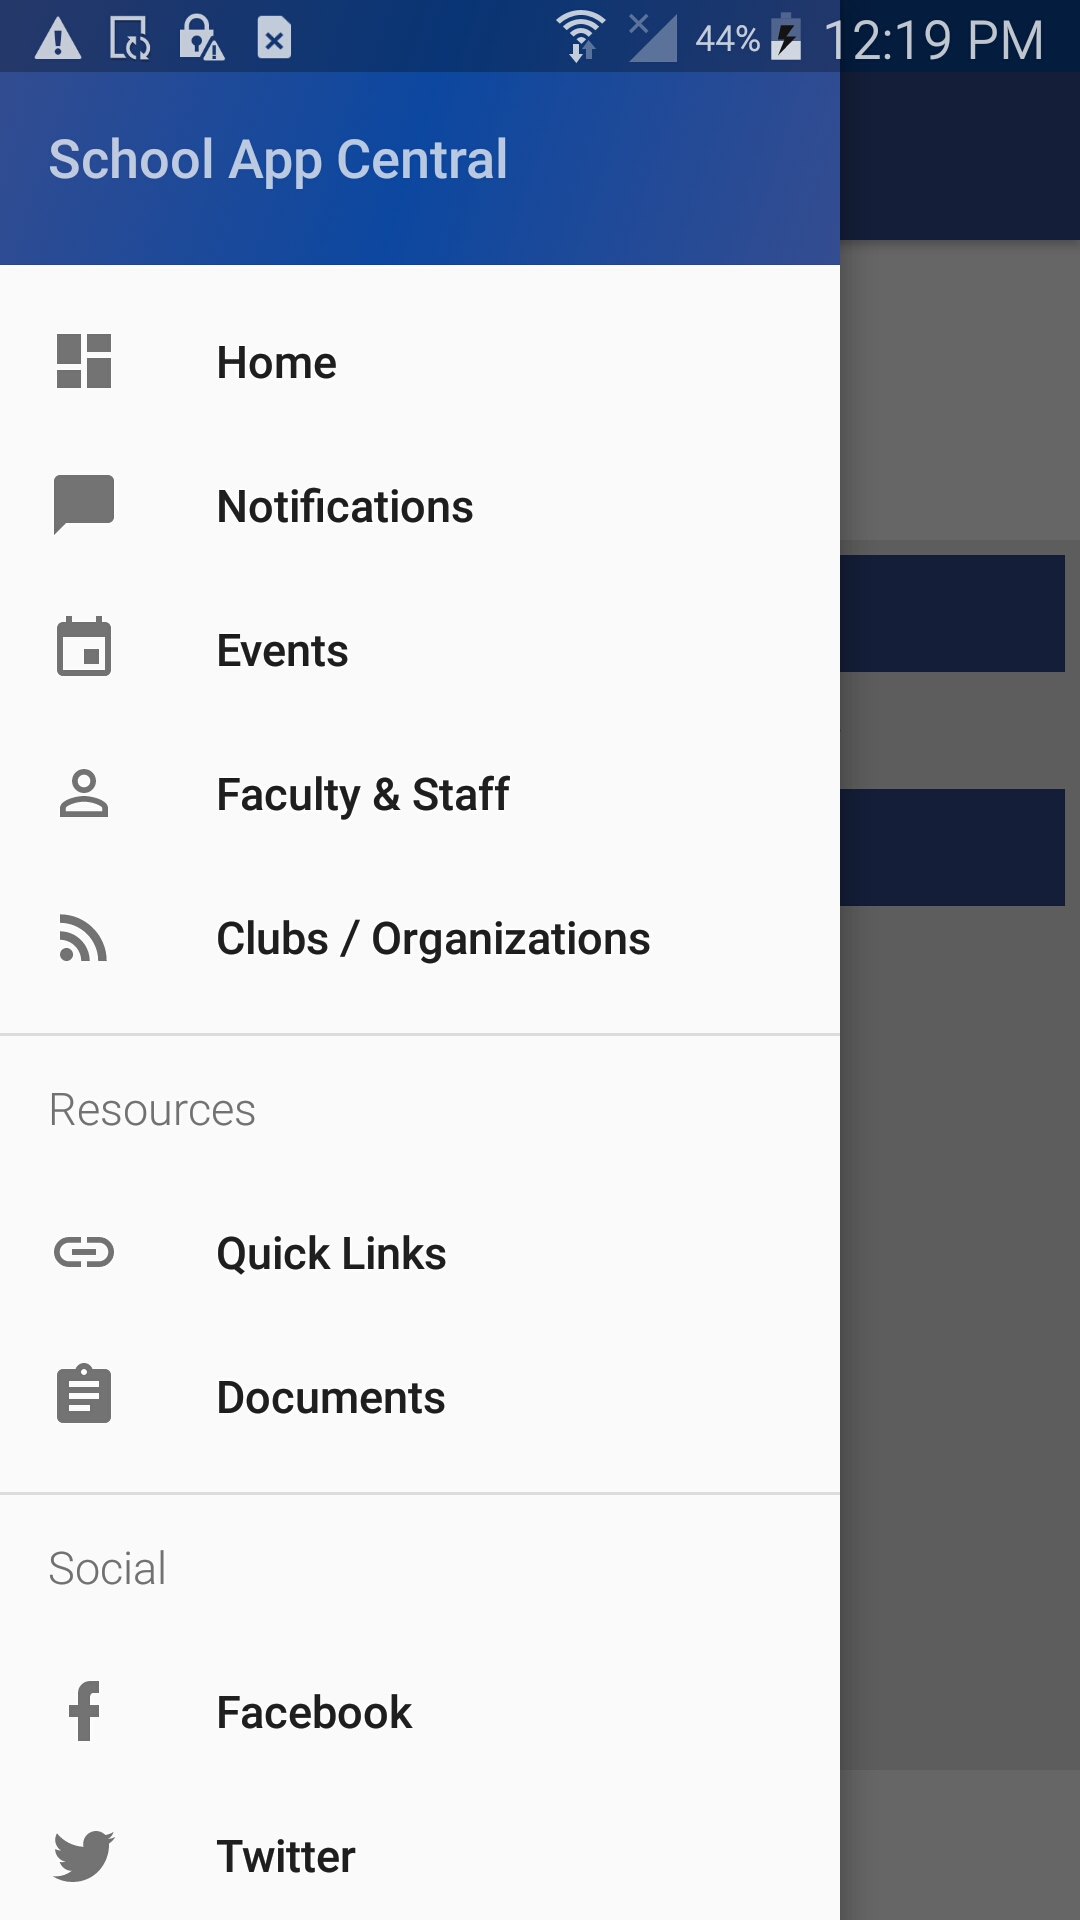 44% 12:19 PM
School App Central
Home
Notifications
Events
Faculty & Staff
Clubs / Organizations
Resources
Quick Links
Documents
Social
Facebook
Twitter